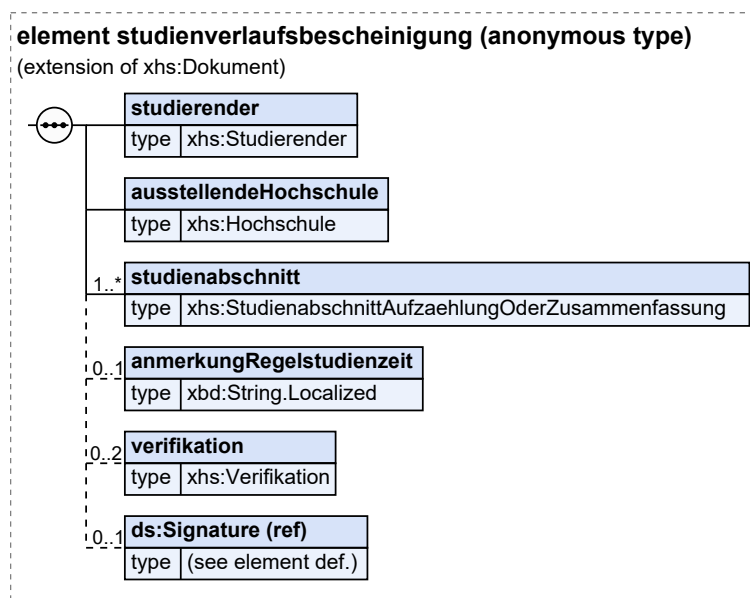 element studienverlaufsbescheinigung (anonymous type)
(extension of xhs:Dokument)
studierender
type xhs:Studierender
ausstellendeHochschule
type xhs:Hochschule
1..* studienabschnitt
type xhs:StudienabschnittAufzaehlungOderZusammenfassung
0..1 anmerkungRegelstudienzeit
type xbd:String.Localized
0..2 verifikation
type xhs:Verifikation
0..1 ds:Signature (ref)
type (see element def.)